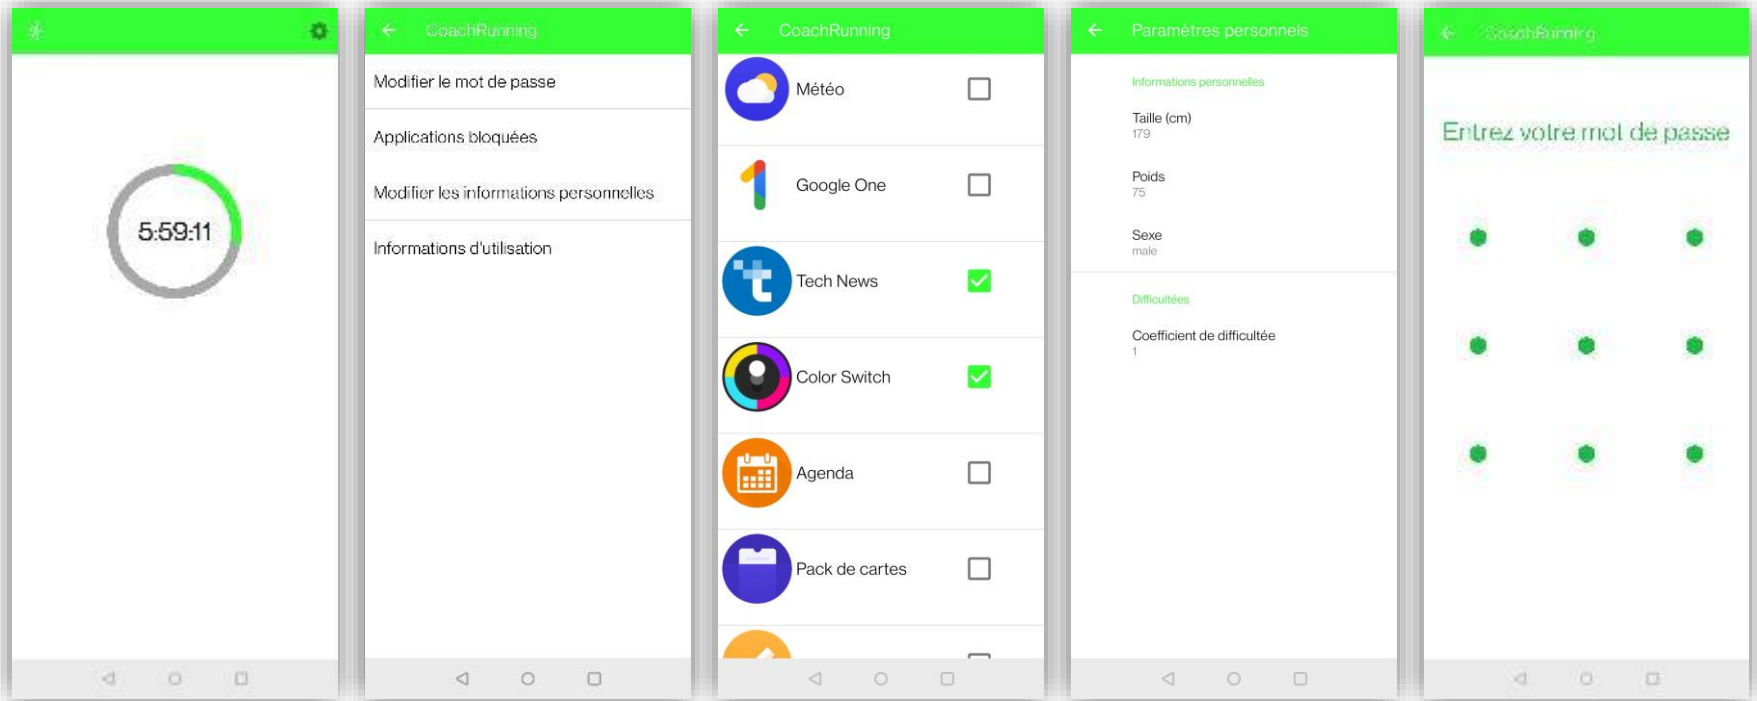 5:59:11
CoachRunning
Modifier le mot de passe
Applications bloquées
Modifier les informations personnelles
Informations d'utilisation
CoachRunning
Météo
Google One
Tech News
Color Switch
Agenda
Pack de cartes
Paramètres personnels
Informations personnelles
Taille (cm)
179
Poids
75
Sexe
male
Difficultées
Coefficient de difficultée
1
CoachRunning
Entrez votre mot de passe